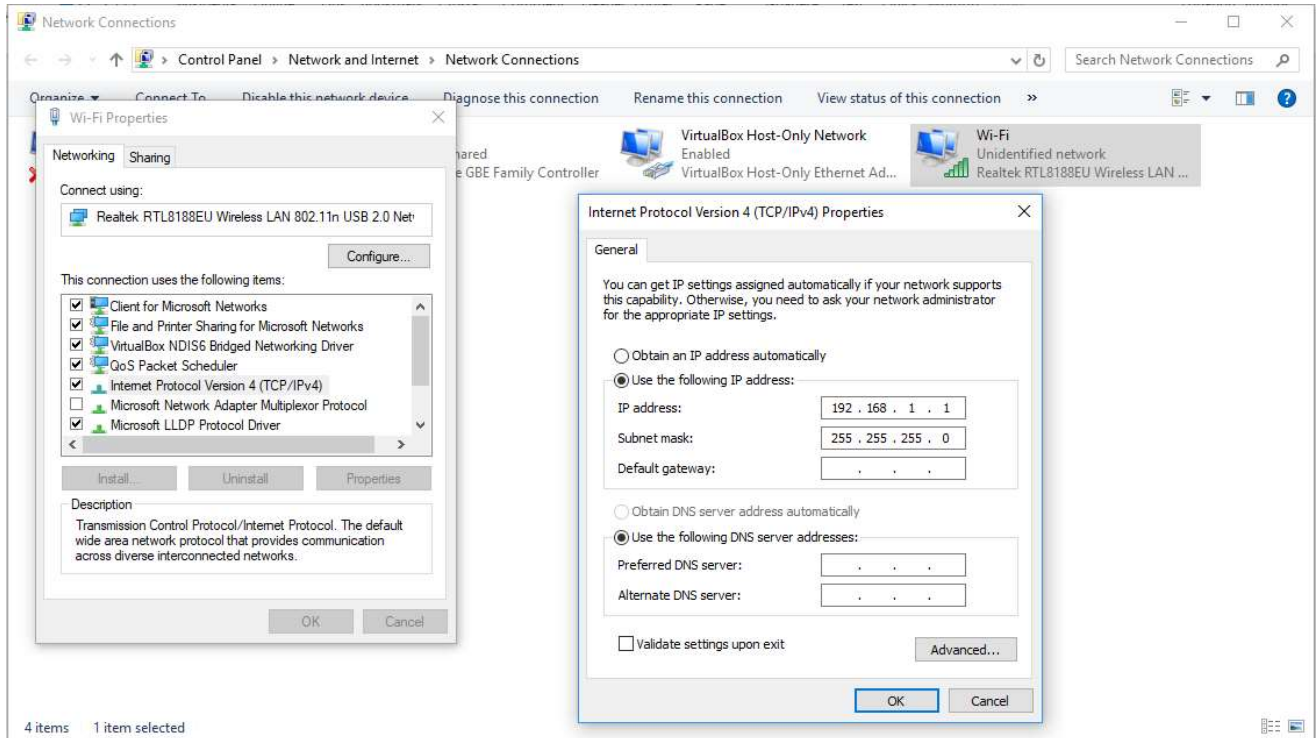 Network Connections
Control Panel > Network and Internet > Network Connections
Search Network Connections
Organize
Connect To
Disable this network device
Diagnose this connection
Rename this connection
View status of this connection
»
hared
e GBE Family Controller
VirtualBox Host-Only Network
Enabled
VirtualBox Host-Only Ethernet Ad...
Wi-Fi
Unidentified network
Realtek RTL8188EU Wireless LAN ...
Wi-Fi Properties
Networking
Sharing
Connect using:
Realtek RTL8188EU Wireless LAN 802.11n USB 2.0 Net
Configure...
This connection uses the following items:
Client for Microsoft Networks
File and Printer Sharing for Microsoft Networks
VirtualBox NDIS6 Bridged Networking Driver
QoS Packet Scheduler
Internet Protocol Version 4 (TCP/IPv4)
Microsoft Network Adapter Multiplexor Protocol
Microsoft LLDP Protocol Driver
Install...
Uninstall
Properties
Description
Transmission Control Protocol/Internet Protocol. The default
wide area network protocol that provides communication
across diverse interconnected networks.
OK
Cancel
Internet Protocol Version 4 (TCP/IPv4) Properties
General
You can get IP settings assigned automatically if your network supports
this capability. Otherwise, you need to ask your network administrator
for the appropriate IP settings.
Obtain an IP address automatically
Use the following IP address:
IP address: 192 . 168 . 1 . 1
Subnet mask: 255 . 255 . 255 . 0
Default gateway: . . .
Obtain DNS server address automatically
Use the following DNS server addresses:
Preferred DNS server: . . .
Alternate DNS server: . . .
Validate settings upon exit
Advanced...
OK
Cancel
4 items 1 item selected